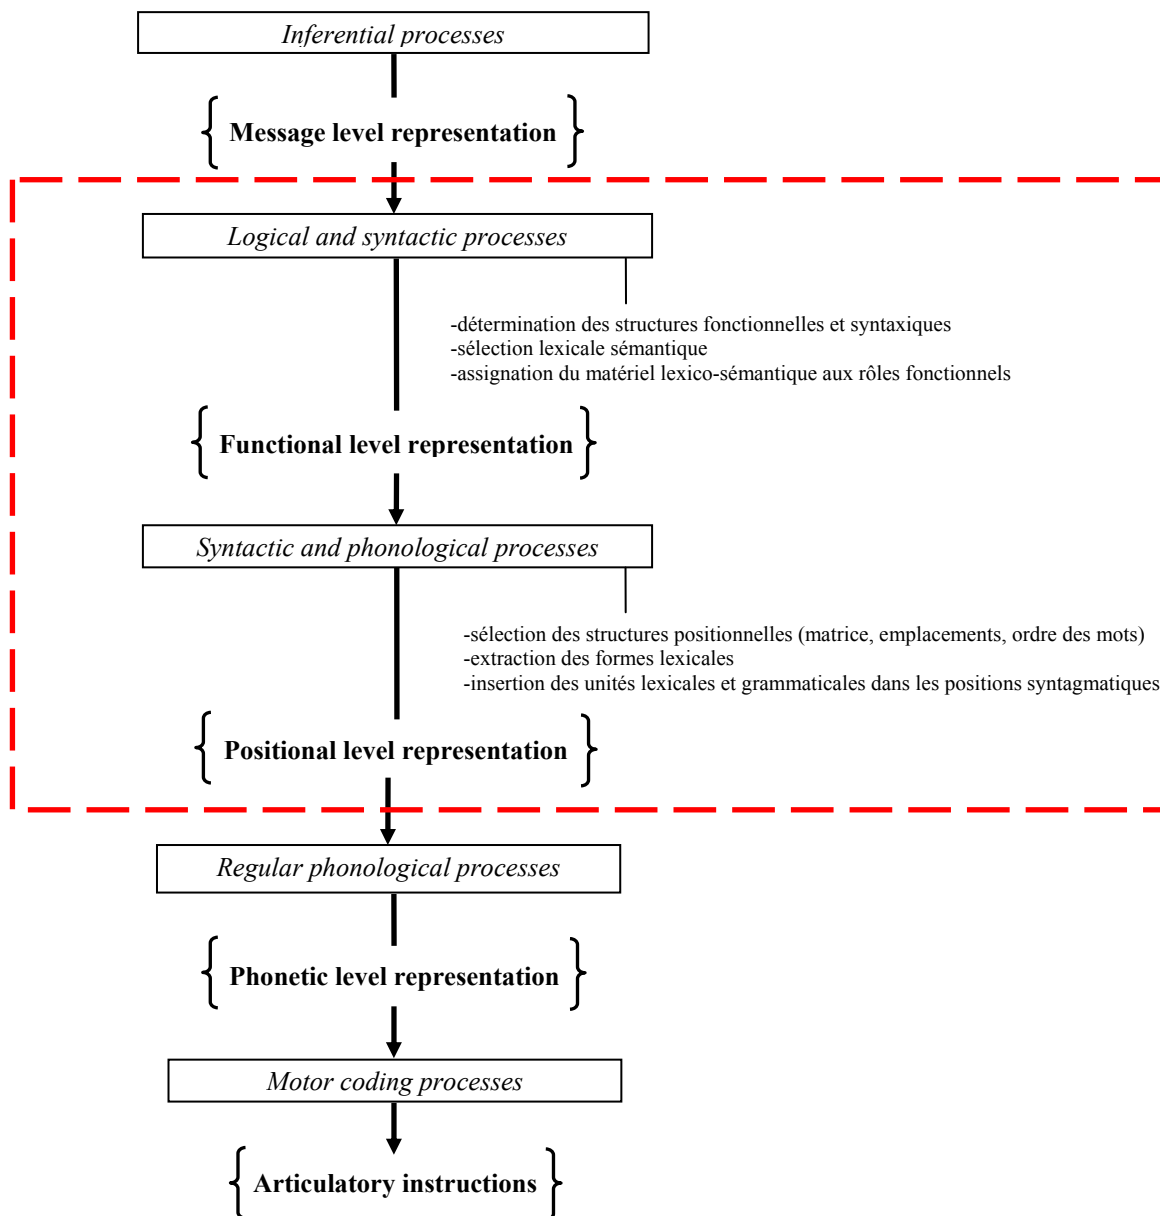 Inferential processes
Message level representation
Logical and syntactic processes
-détermination des structures fonctionnelles et syntaxiques
-sélection lexicale sémantique
-assignation du matériel lexico-sémantique aux rôles fonctionnels
Functional level representation
Syntactic and phonological processes
-sélection des structures positionnelles (matrice, emplacements, ordre des mots)
-extraction des formes lexicales
-insertion des unités lexicales et grammaticales dans les positions syntagmatiques
Positional level representation
Regular phonological processes
Phonetic level representation
Motor coding processes
Articulatory instructions